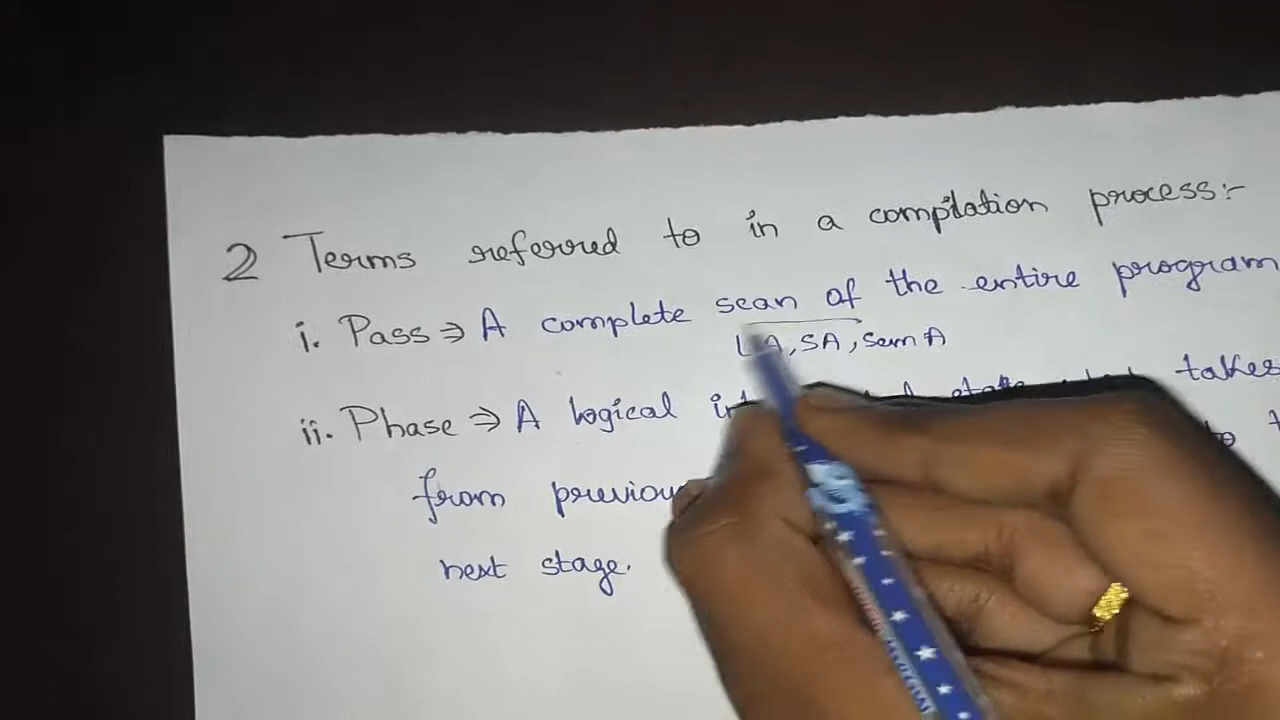 2 Terms referred to in a compilation process:-
i. Pass ⇒ A complete scan of the entire program
LA, SA, Sem A
ii. Phase ⇒ A logical takes
from previous
next stage.